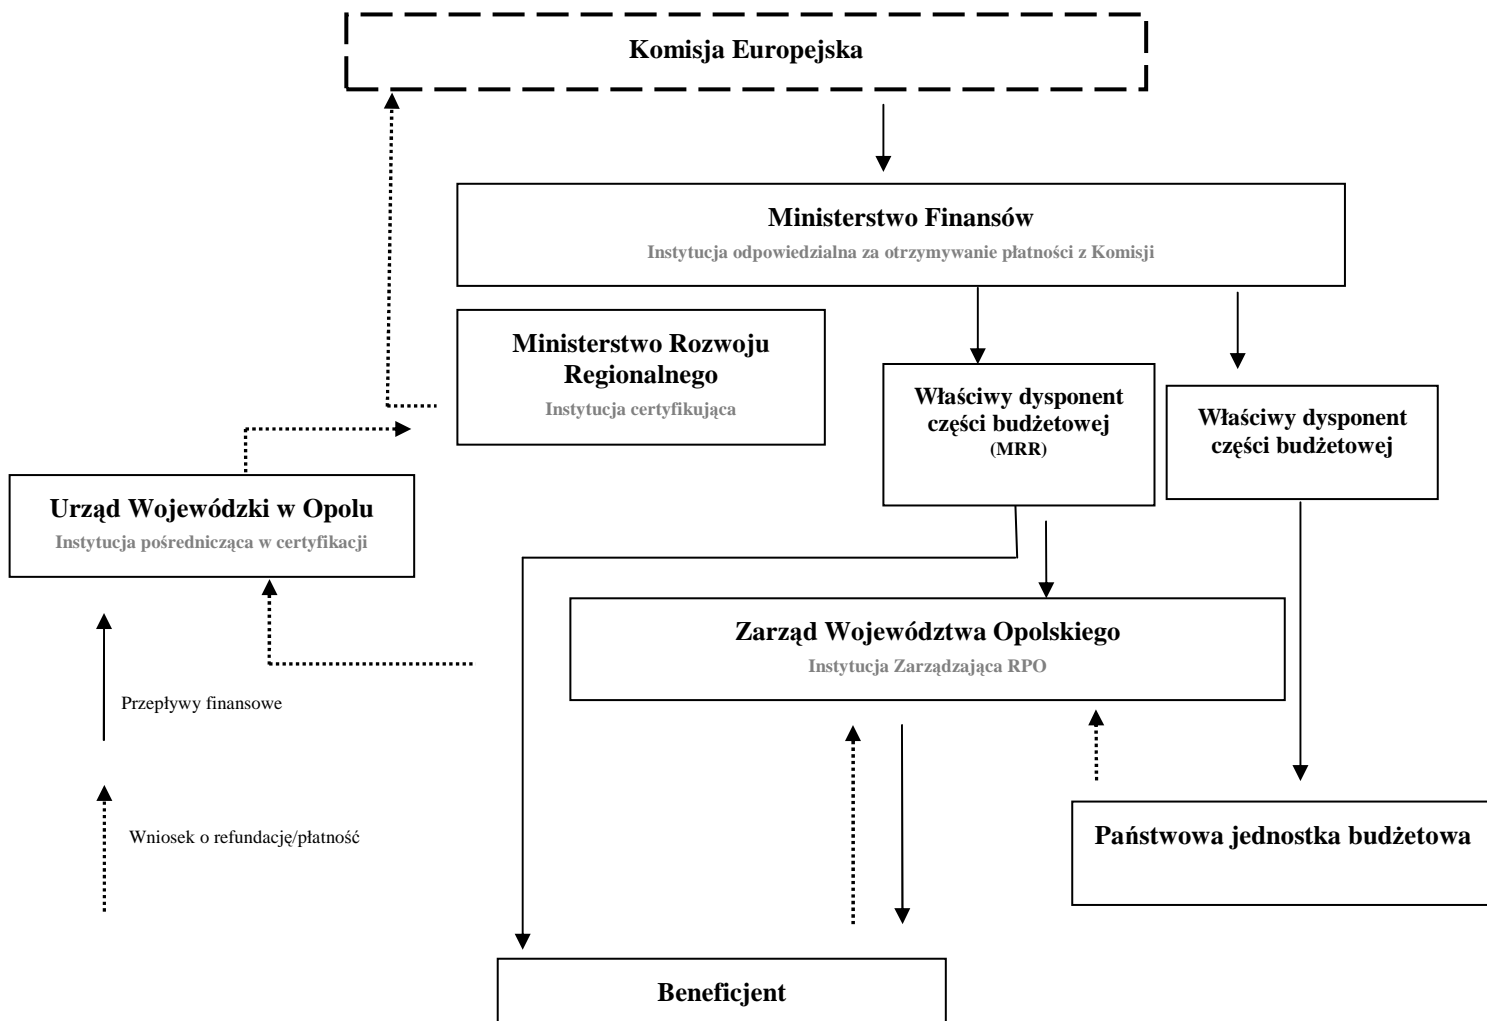 Komisja Europejska
Ministerstwo Finansów
Instytucja odpowiedzialna za otrzymywanie płatności z Komisji
Ministerstwo Rozwoju
Regionalnego
Instytucja certyfikująca
Właściwy dysponent
części budżetowej
(MRR)
Właściwy dysponent
części budżetowej
Urząd Wojewódzki w Opolu
Instytucja pośrednicząca w certyfikacji
Zarząd Województwa Opolskiego
Instytucja Zarządzająca RPO
Przepływy finansowe
Wniosek o refundację/płatność
Państwowa jednostka budżetowa
Beneficjent